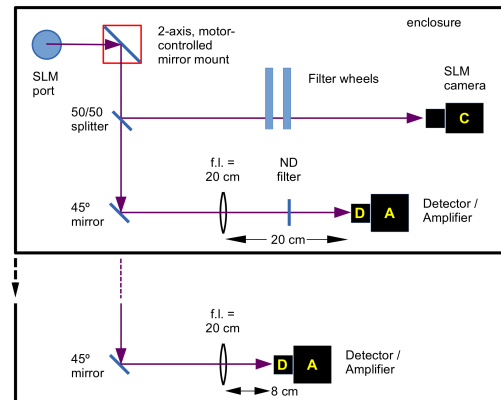 enclosure
2-axis, motor-
controlled
mirror mount
SLM
port
Filter wheels
SLM
camera
50/50
splitter
C
f.l. =
20 cm
ND
filter
45º
mirror
D
A
Detector /
Amplifier
20 cm
f.l. =
20 cm
45º
mirror
D
A
Detector /
Amplifier
8 cm